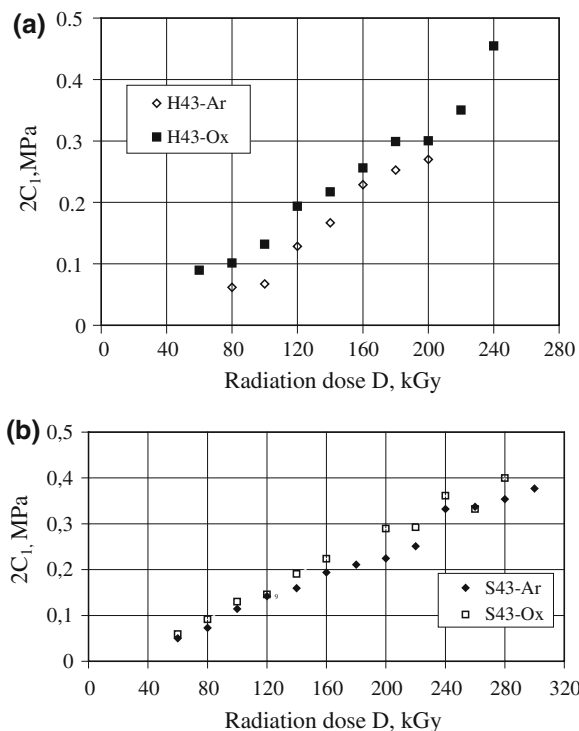 (a)
0.5
0.4
0.3
0.2
0.1
0
2C₁,MPa
H43-Ar
H43-Ox
0 40 80 120 160 200 240 280
Radiation dose D, kGy
(b)
0,5
0,4
0,3
0,2
0,1
0
2C₁, MPa
S43-Ar
S43-Ox
0 40 80 120 160 200 240 280 320
Radiation dose D, kGy